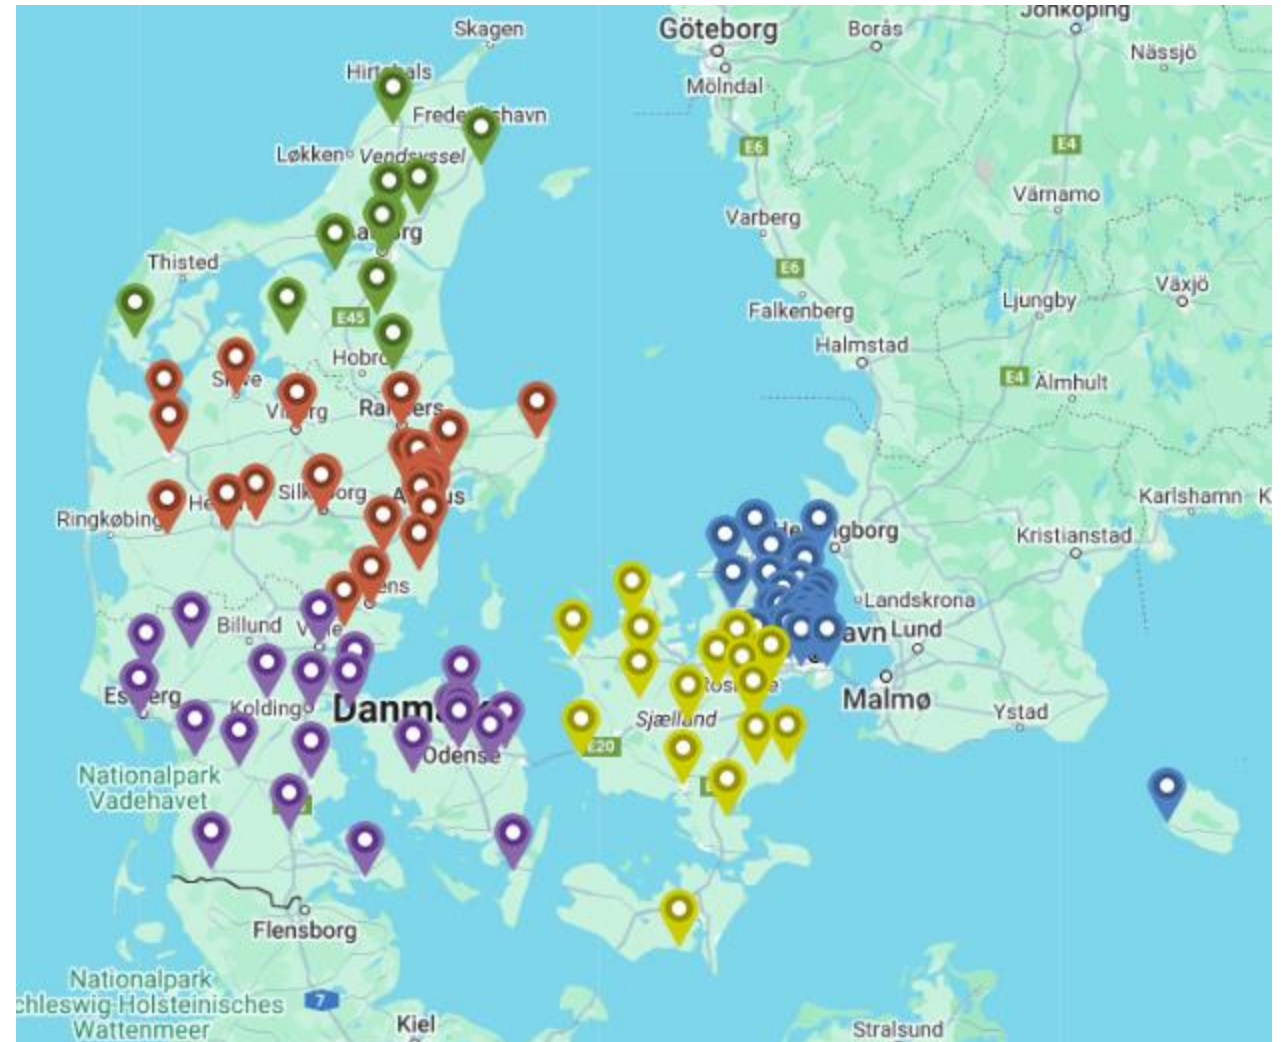 Skagen
Göteborg
Borås
Jönköping
Nässjö
Mölndal
Løkken
Vendsyssel
E6
E4
Värnamo
Varberg
Thisted
E6
Falkenberg
Ljungby
Växjö
E45
Halmstad
Hobro
E4
Älmhult
Karlshamn
K
Ringkøbing
Kristianstad
Landskrona
Billund
Lund
Kolding
Malmø
Sjælland
Ystad
E20
Odense
Nationalpark
Vadehavet
Flensborg
Nationalpark
chleswig-Holsteinisches
Wattenmeer
7
Kiel
Stralsund